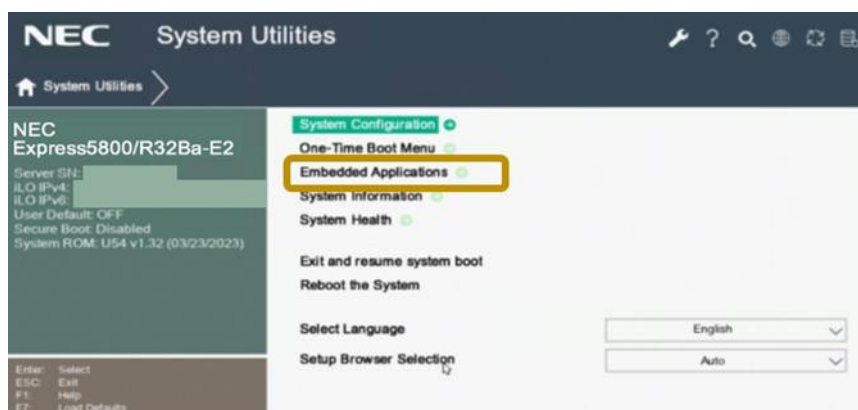 NEC System Utilities
System Utilities
NEC
Express5800/R32Ba-E2
Server SN:
iLO IPv4:
iLO IPv6:
User Default: OFF
Secure Boot: Disabled
System ROM: U54 v1.32 (03/23/2023)
System Configuration
One-Time Boot Menu
Embedded Applications
System Information
System Health
Exit and resume system boot
Reboot the System
Select Language English
Setup Browser Selection Auto
Enter: Select
ESC: Exit
F1: Help
F7: Load Defaults